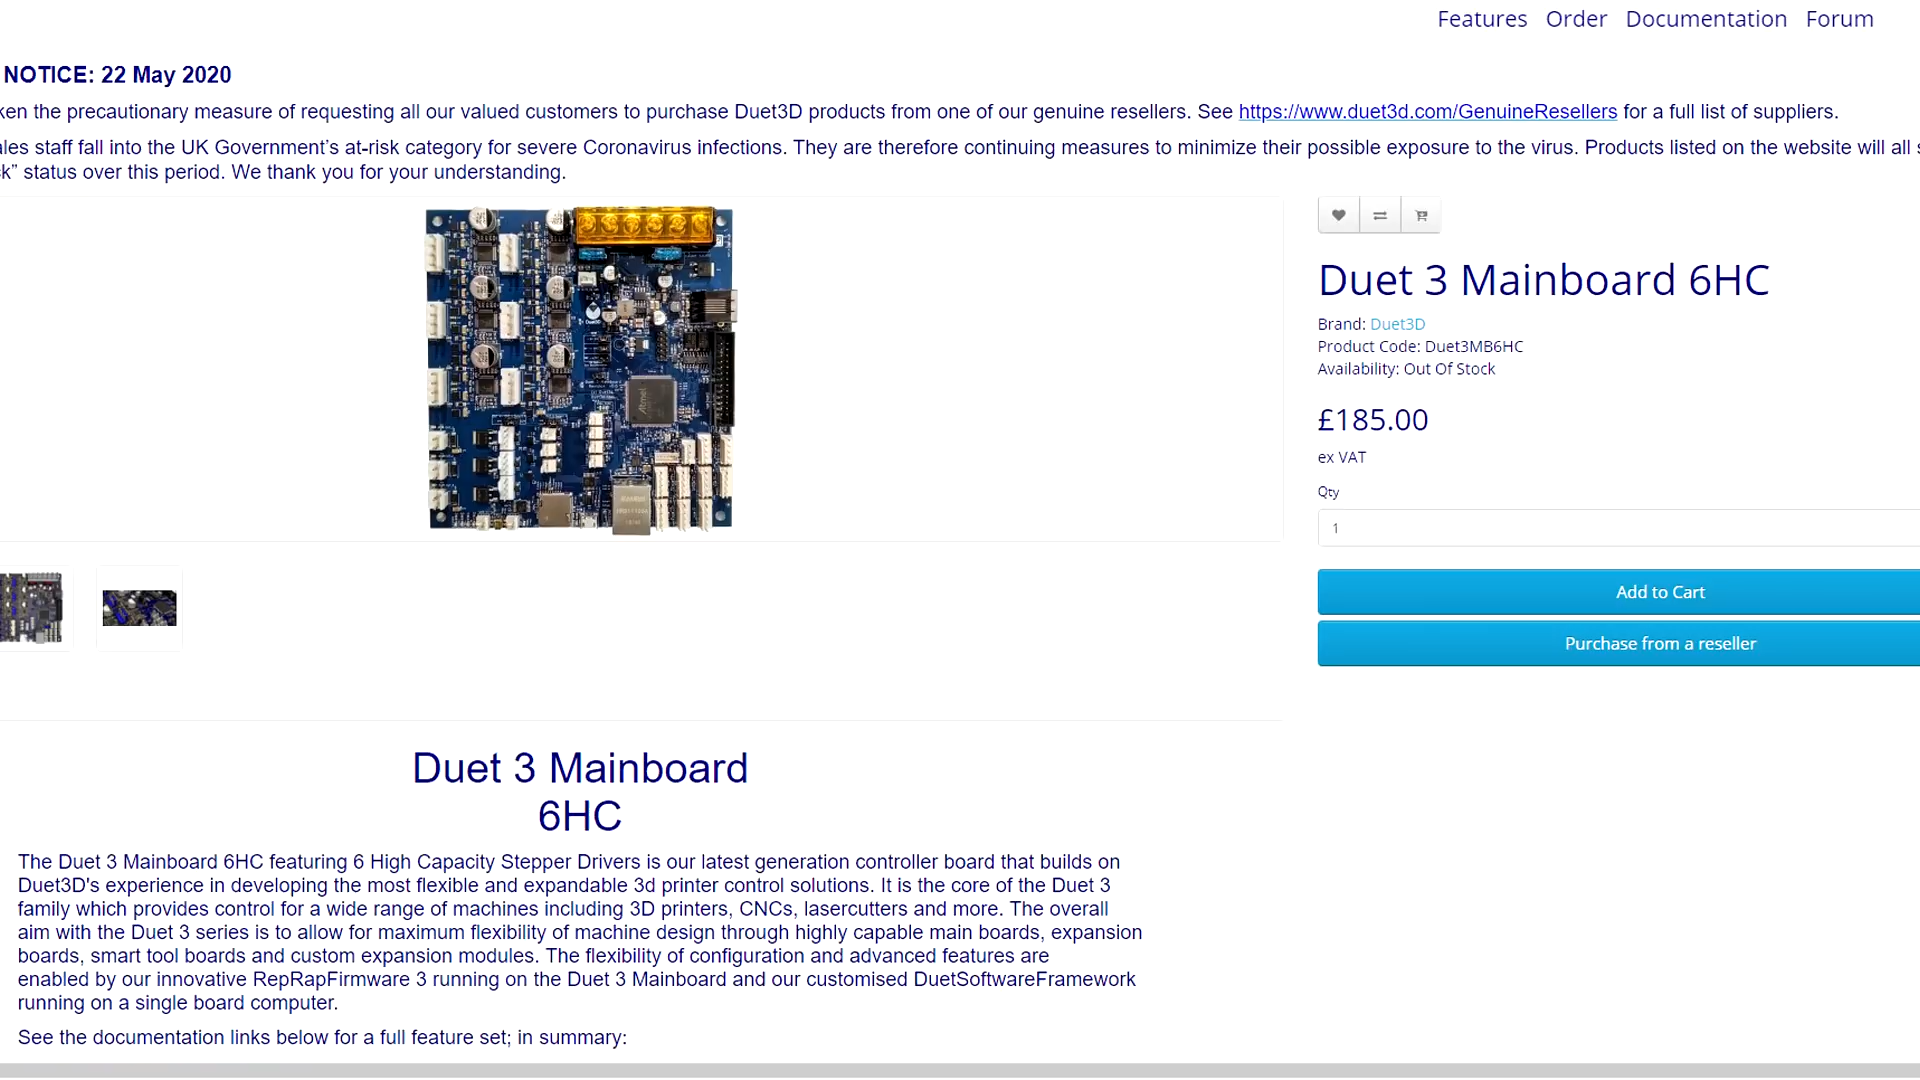 Features Order Documentation Forum
NOTICE: 22 May 2020
ken the precautionary measure of requesting all our valued customers to purchase Duet3D products from one of our genuine resellers. See https://www.duet3d.com/GenuineResellers for a full list of suppliers.
ales staff fall into the UK Government’s at-risk category for severe Coronavirus infections. They are therefore continuing measures to minimize their possible exposure to the virus. Products listed on the website will all s
ck” status over this period. We thank you for your understanding.
Duet 3 Mainboard 6HC
Brand: Duet3D
Product Code: Duet3MB6HC
Availability: Out Of Stock
£185.00
ex VAT
Qty
1
Add to Cart
Purchase from a reseller
Duet 3 Mainboard
6HC
The Duet 3 Mainboard 6HC featuring 6 High Capacity Stepper Drivers is our latest generation controller board that builds on
Duet3D's experience in developing the most flexible and expandable 3d printer control solutions. It is the core of the Duet 3
family which provides control for a wide range of machines including 3D printers, CNCs, lasercutters and more. The overall
aim with the Duet 3 series is to allow for maximum flexibility of machine design through highly capable main boards, expansion
boards, smart tool boards and custom expansion modules. The flexibility of configuration and advanced features are
enabled by our innovative RepRapFirmware 3 running on the Duet 3 Mainboard and our customised DuetSoftwareFramework
running on a single board computer.
See the documentation links below for a full feature set; in summary: